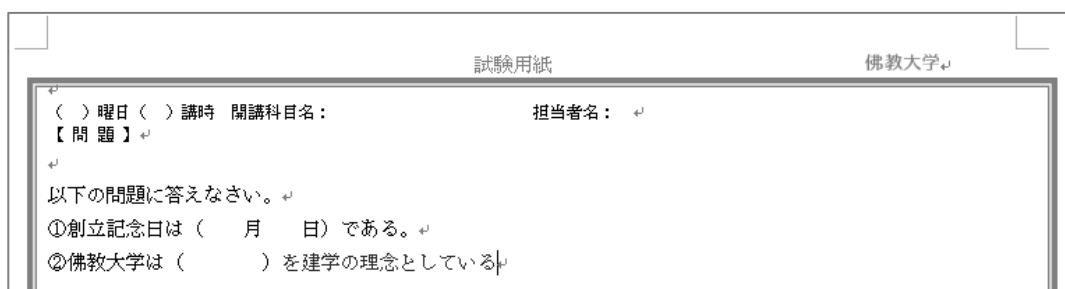 試験用紙 佛教大学
（　）曜日（　）講時　開講科目名：　　　　担当者名：
【 問 題 】
以下の問題に答えなさい。
①創立記念日は（　　月　　日）である。
②佛教大学は（　　　　）を建学の理念としている